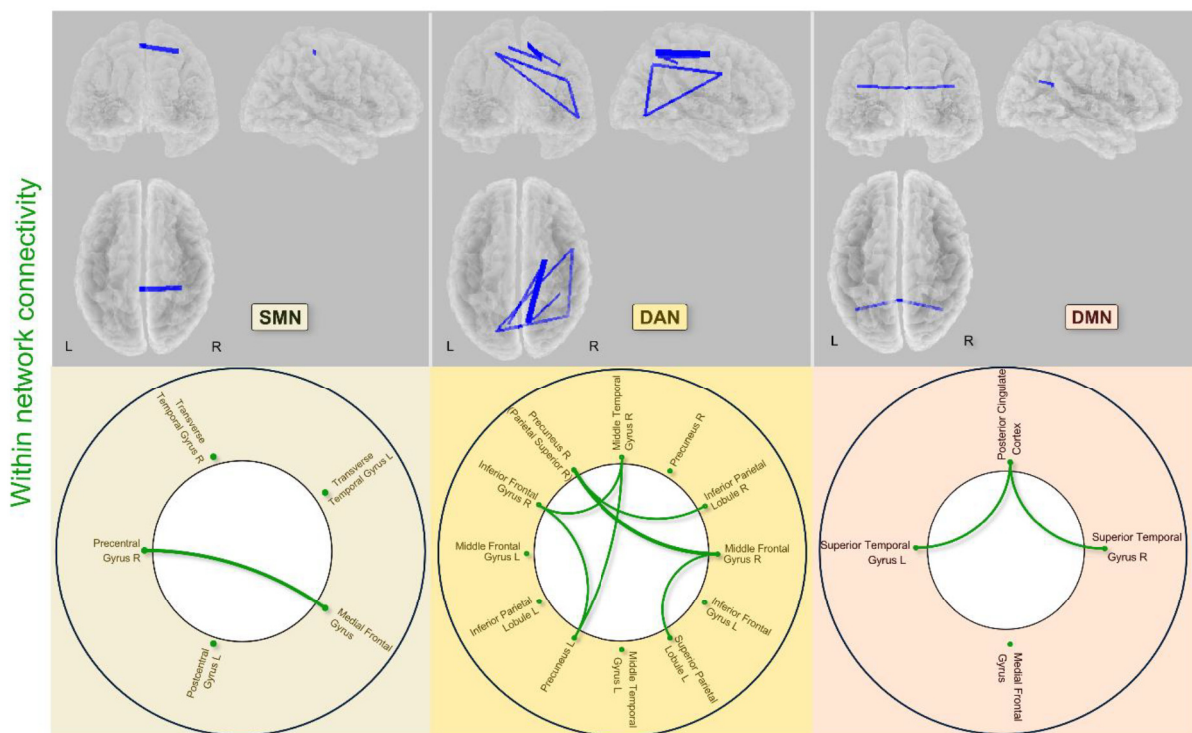 Within network connectivity
SMN
L
R
DAN
L
R
DMN
L
R
Transverse
Temporal Gyrus R
Transverse
Temporal Gyrus L
Precentral
Gyrus R
Medial Frontal
Gyrus
Postcentral
Gyrus L
Precuneus R
(Parietal Superior R)
Middle Temporal
Gyrus R
Precuneus R
Inferior Frontal
Gyrus R
Inferior Parietal
Lobule R
Middle Frontal
Gyrus L
Middle Frontal
Gyrus R
Inferior Parietal
Lobule L
Inferior Frontal
Gyrus L
Precuneus L
Middle Temporal
Gyrus L
Superior Parietal
Lobule L
Posterior Cingulate
Cortex
Superior Temporal
Gyrus L
Superior Temporal
Gyrus R
Medial Frontal
Gyrus